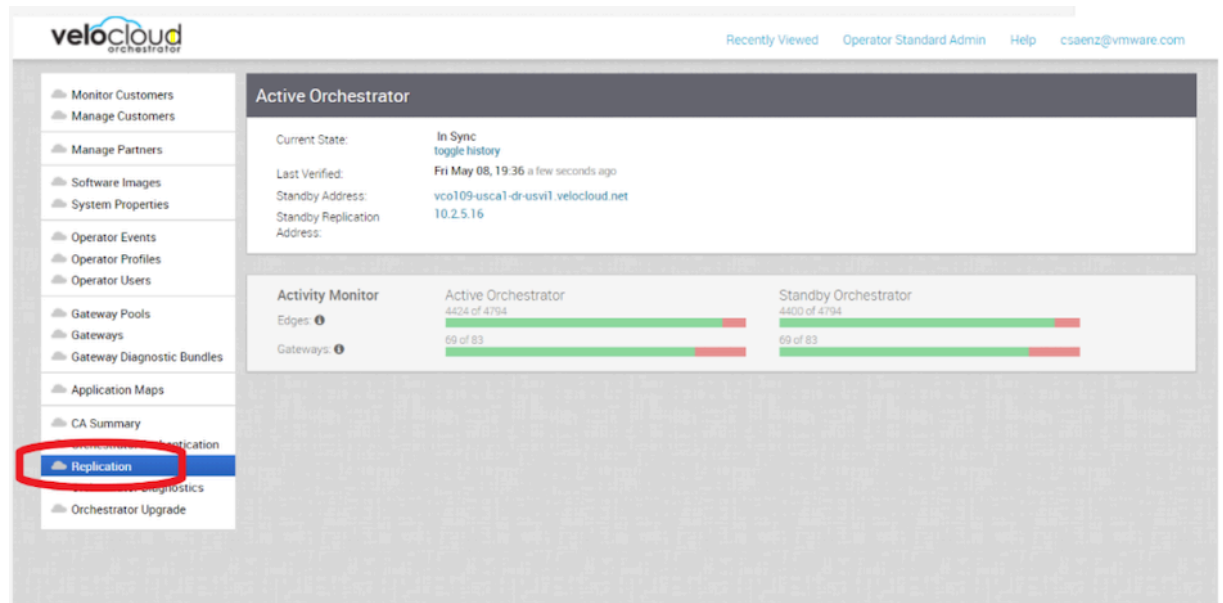 velocloud
orchestrator
Recently Viewed Operator Standard Admin Help csaenz@vmware.com
Monitor Customers
Manage Customers
Manage Partners
Software Images
System Properties
Operator Events
Operator Profiles
Operator Users
Gateway Pools
Gateways
Gateway Diagnostic Bundles
Application Maps
CA Summary
Replication
Orchestrator Upgrade
Active Orchestrator
Current State: In Sync
toggle history
Last Verified: Fri May 08, 19:36 a few seconds ago
Standby Address: vco109-usca1-dr-usvi1.velocloud.net
Standby Replication 10.2.5.16
Address:
Activity Monitor Active Orchestrator Standby Orchestrator
4424 of 4794 4400 of 4794
Edges:
69 of 83 69 of 83
Gateways: